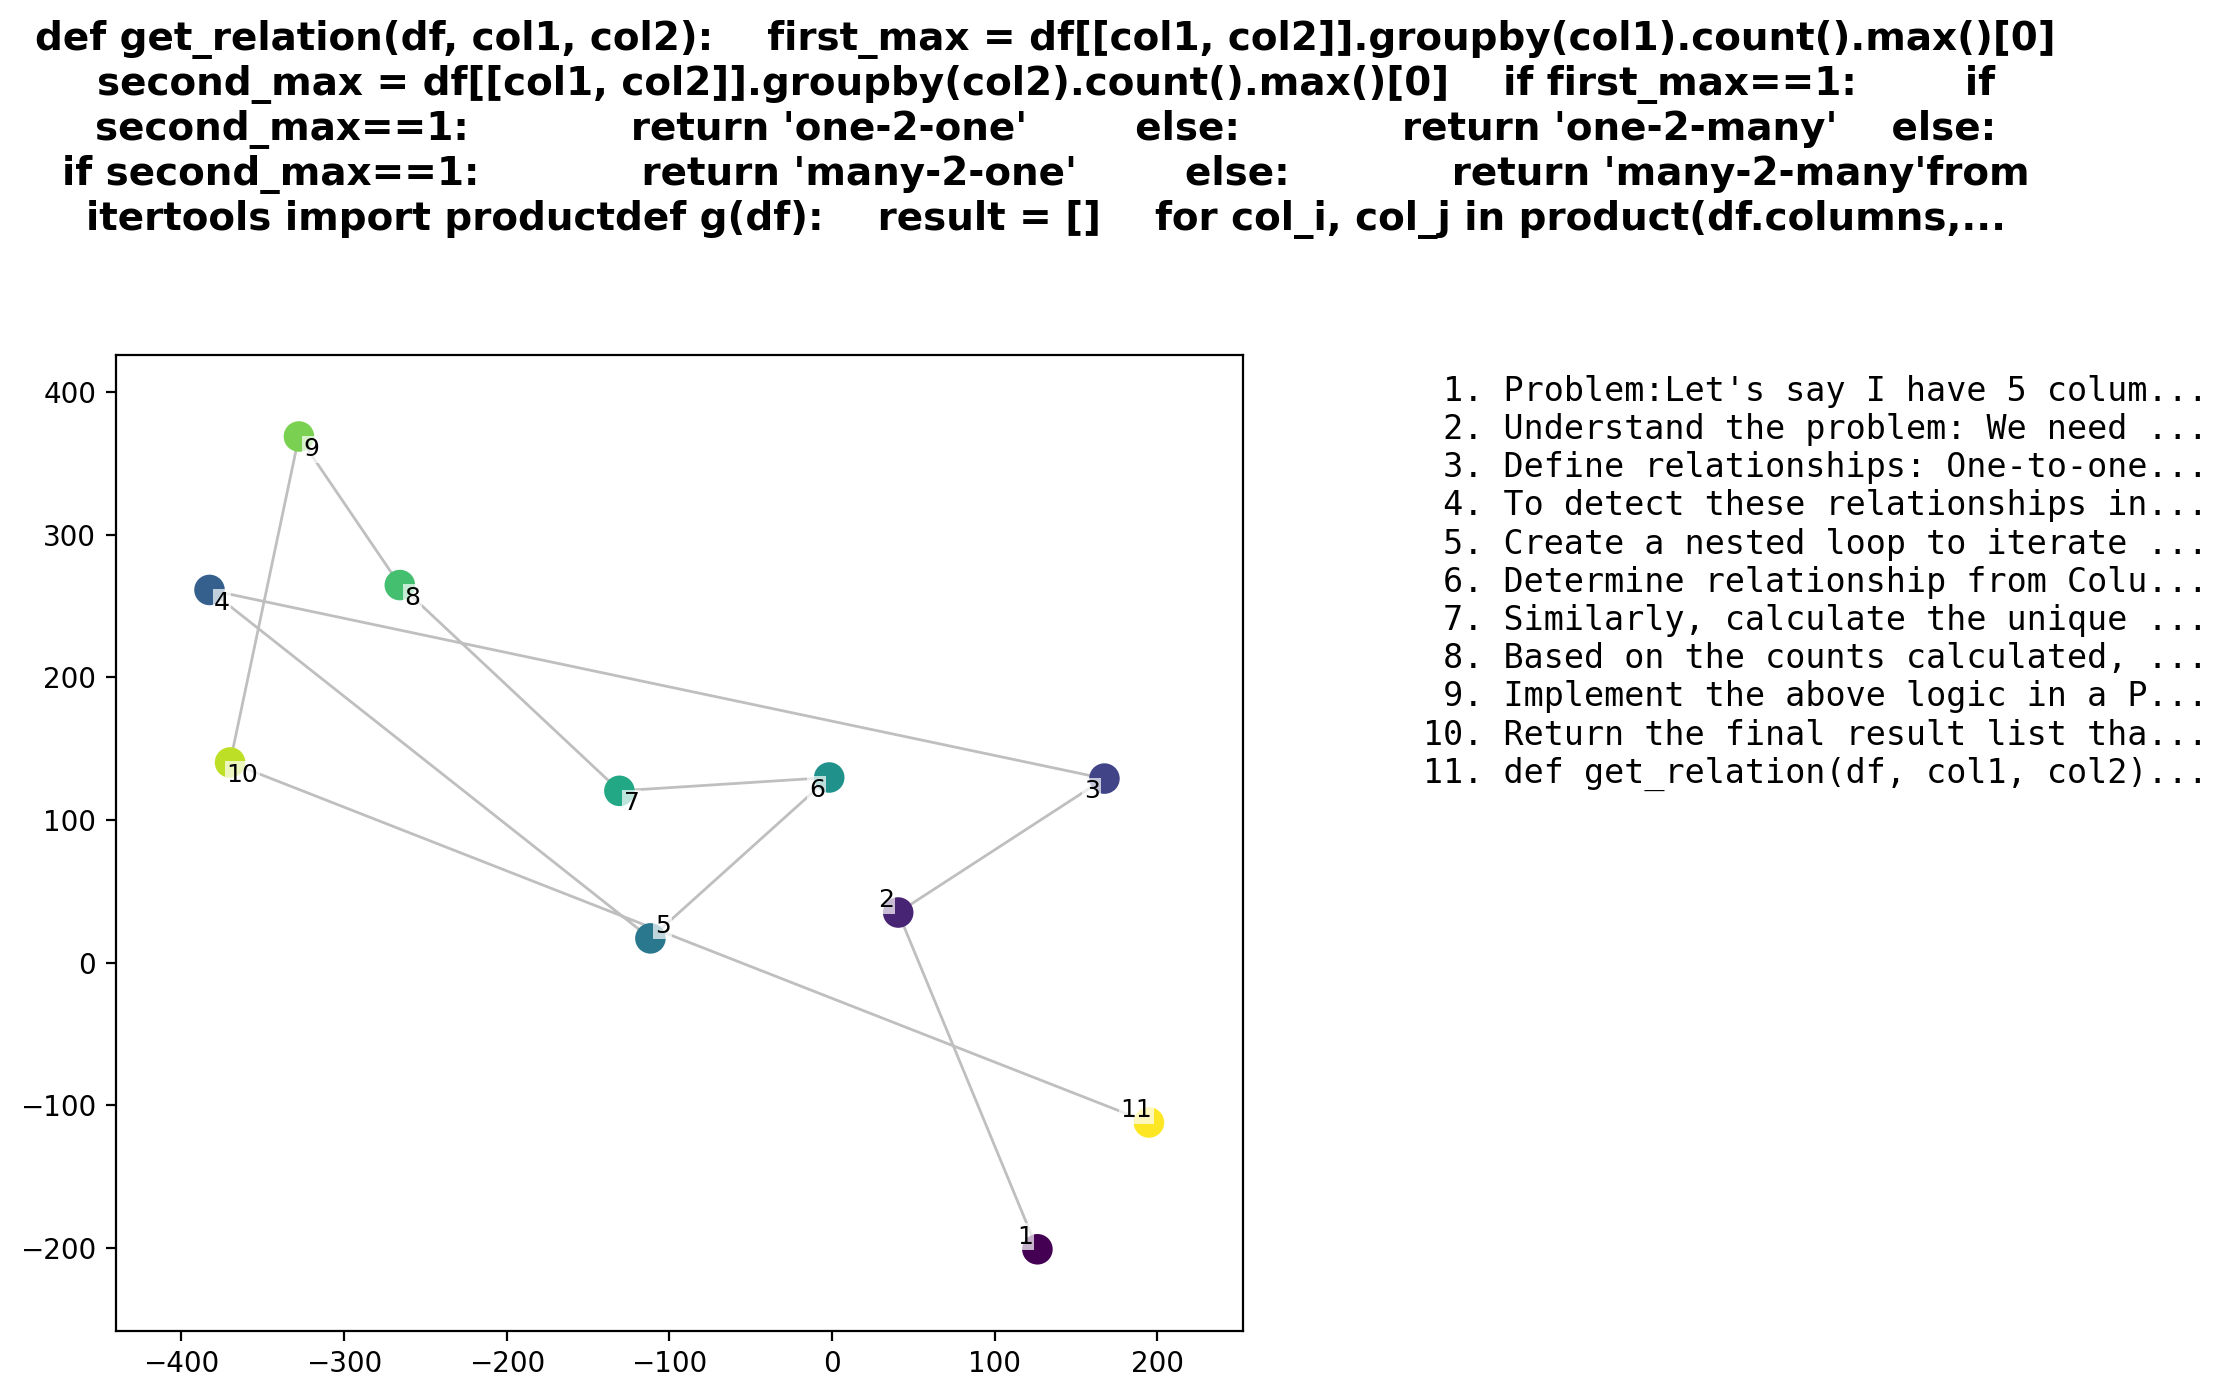 def get_relation(df, col1, col2):    first_max = df[[col1, col2]].groupby(col1).count().max()[0]
second_max = df[[col1, col2]].groupby(col2).count().max()[0]    if first_max==1:        if
second_max==1:            return 'one-2-one'        else:            return 'one-2-many'    else:
if second_max==1:            return 'many-2-one'        else:            return 'many-2-many'from
itertools import productdef g(df):    result = []    for col_i, col_j in product(df.columns,...
400
300
200
100
0
−100
−200
−400
−300
−200
−100
0
100
200
9
4
8
10
7
6
3
2
5
11
1
1. Problem:Let's say I have 5 colum...
2. Understand the problem: We need ...
3. Define relationships: One-to-one...
4. To detect these relationships in...
5. Create a nested loop to iterate ...
6. Determine relationship from Colu...
7. Similarly, calculate the unique ...
8. Based on the counts calculated, ...
9. Implement the above logic in a P...
10. Return the final result list tha...
11. def get_relation(df, col1, col2)...